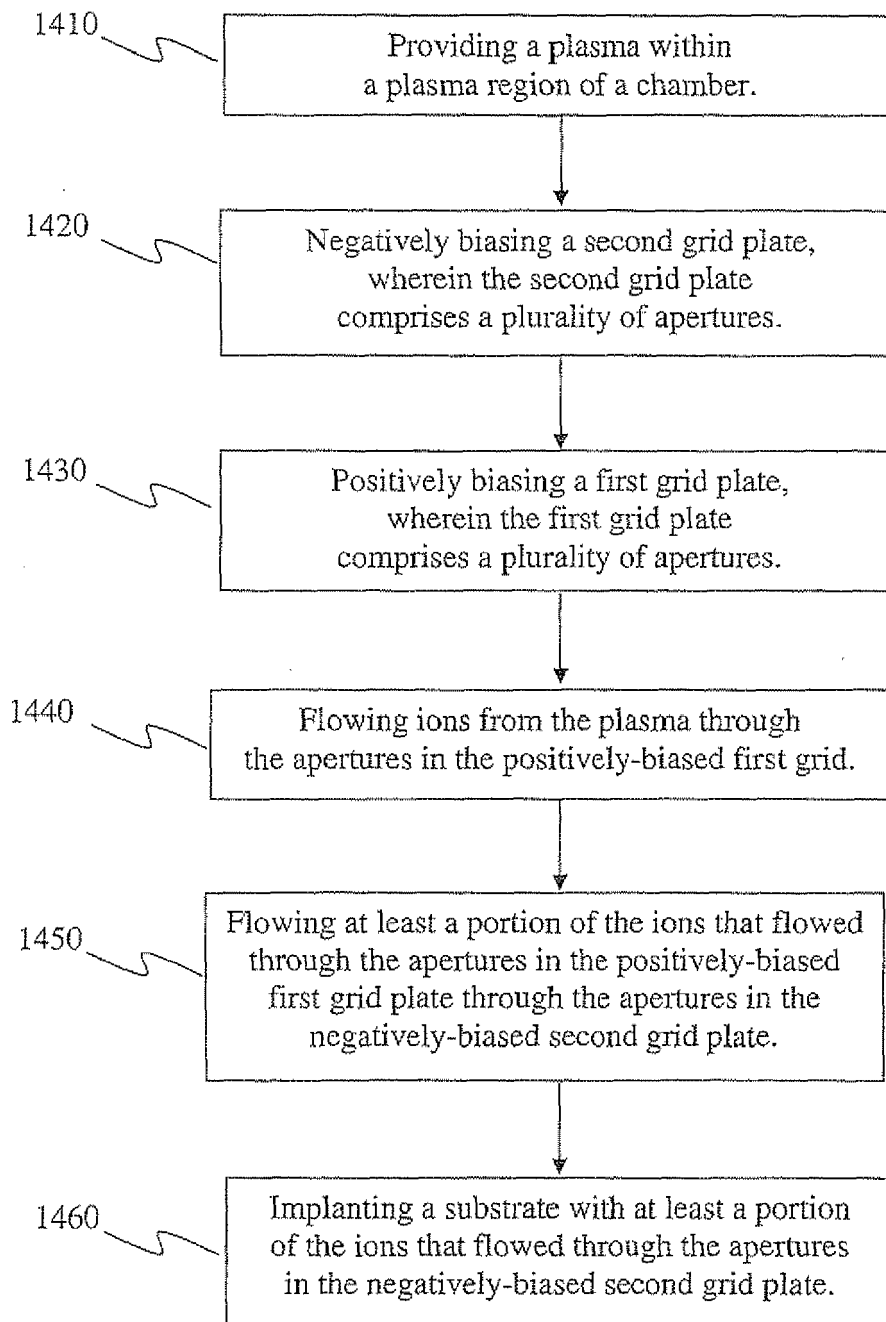 1410
Providing a plasma within
a plasma region of a chamber.
1420
Negatively biasing a second grid plate,
wherein the second grid plate
comprises a plurality of apertures.
1430
Positively biasing a first grid plate,
wherein the first grid plate
comprises a plurality of apertures.
1440
Flowing ions from the plasma through
the apertures in the positively-biased first grid.
1450
Flowing at least a portion of the ions that flowed
through the apertures in the positively-biased
first grid plate through the apertures in the
negatively-biased second grid plate.
1460
Implanting a substrate with at least a portion
of the ions that flowed through the apertures
in the negatively-biased second grid plate.